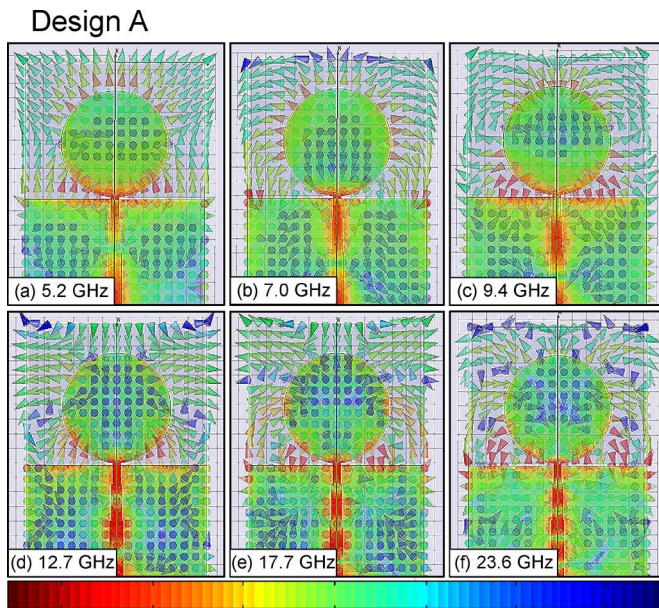 Design A
(a) 5.2 GHz
(b) 7.0 GHz
(c) 9.4 GHz
(d) 12.7 GHz
(e) 17.7 GHz
(f) 23.6 GHz